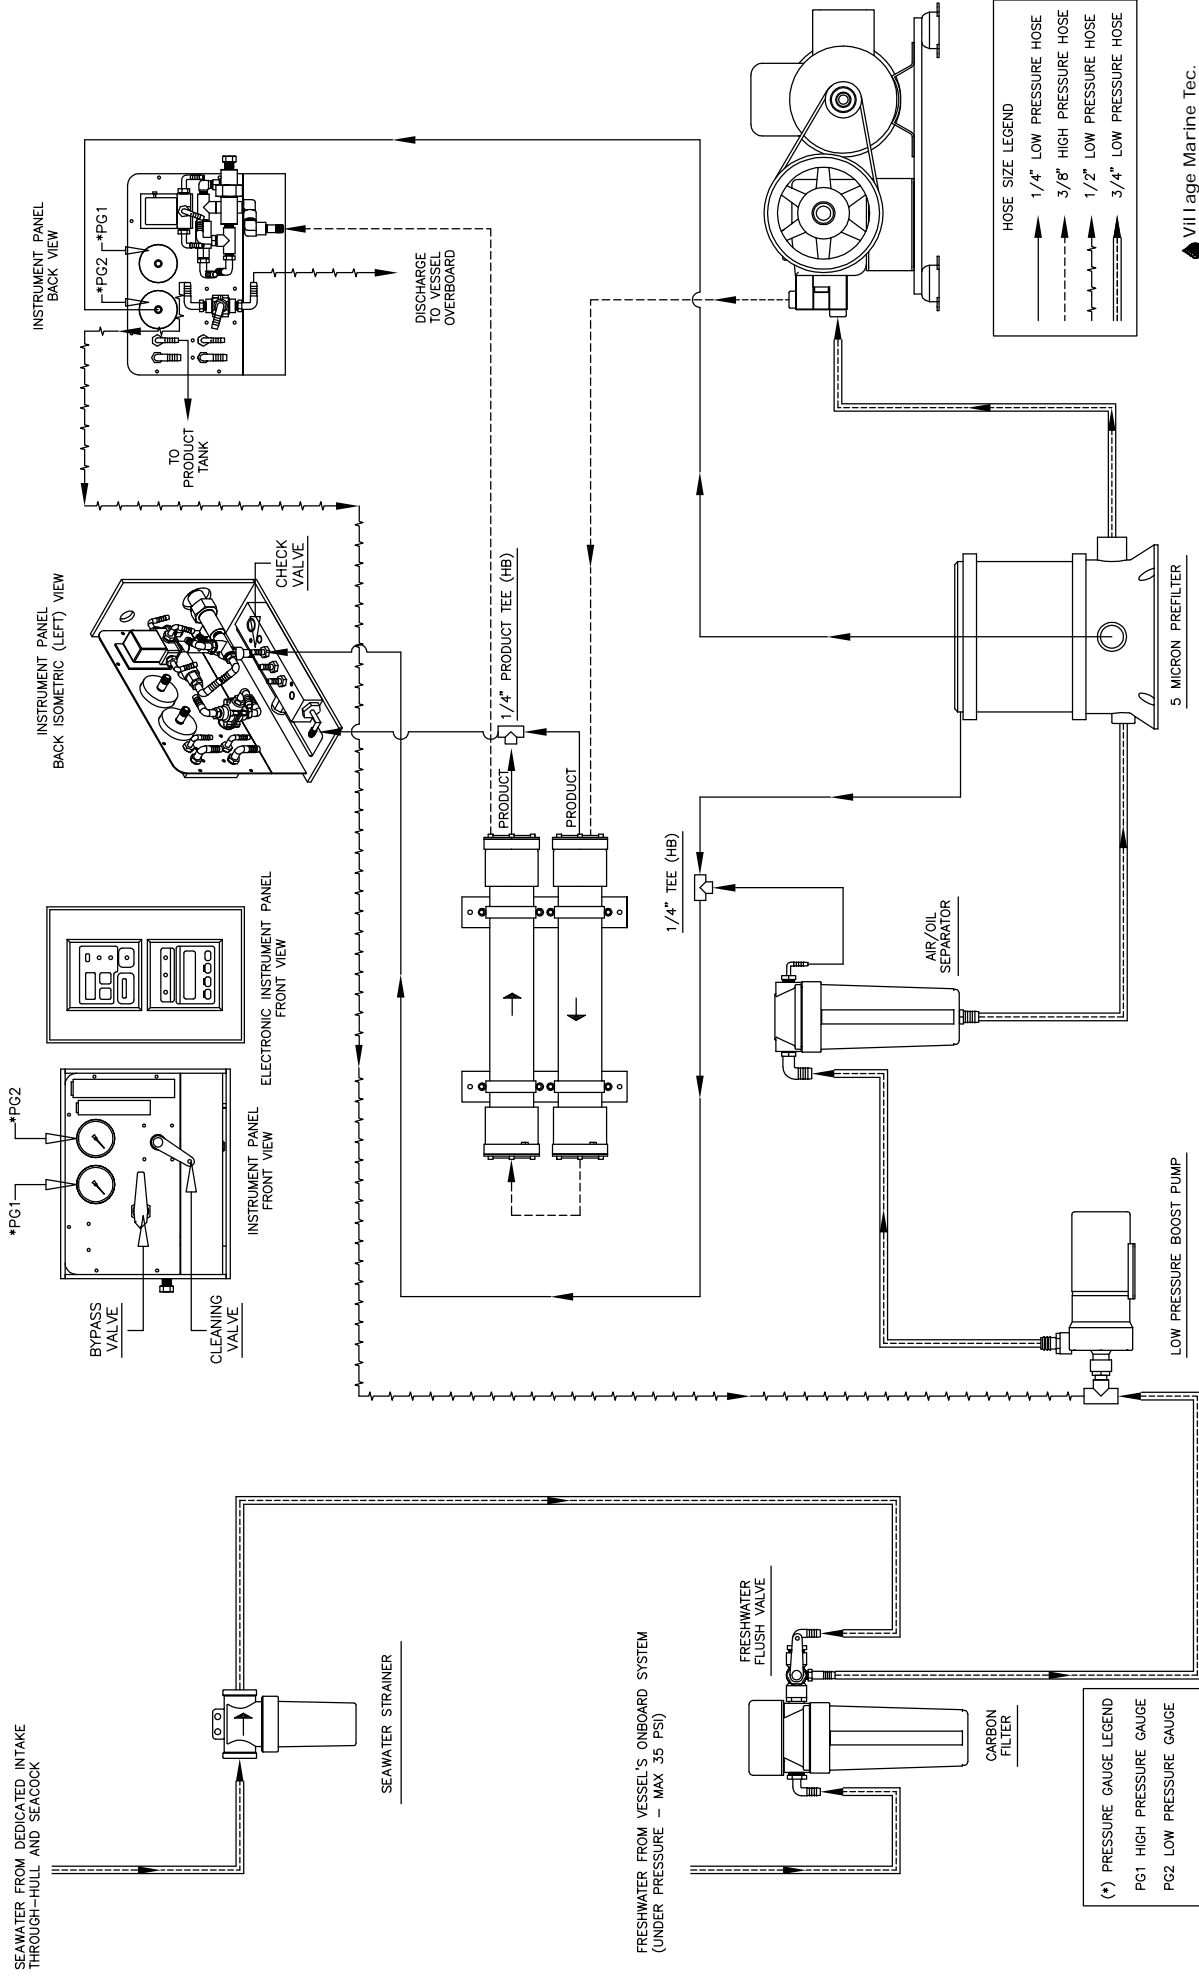 SEAWATER FROM DEDICATED INTAKE
THROUGH-HULL AND SEACOCK
SEAWATER STRAINER
FRESHWATER FROM VESSEL'S ONBOARD SYSTEM
(UNDER PRESSURE - MAX 35 PSI)
FRESHWATER
FLUSH VALVE
CARBON
FILTER
(*) PRESSURE GAUGE LEGEND
PG1 HIGH PRESSURE GAUGE
PG2 LOW PRESSURE GAUGE
*PG1
*PG2
BYPASS
VALVE
CLEANING
VALVE
INSTRUMENT PANEL
FRONT VIEW
ELECTRONIC INSTRUMENT PANEL
FRONT VIEW
LOW PRESSURE BOOST PUMP
AIR/OIL
SEPARATOR
1/4" TEE (HB)
PRODUCT
PRODUCT
1/4" PRODUCT TEE (HB)
INSTRUMENT PANEL
BACK ISOMETRIC (LEFT) VIEW
CHECK
VALVE
5 MICRON PREFILTER
TO
PRODUCT
TANK
INSTRUMENT PANEL
BACK VIEW
*PG2
*PG1
DISCHARGE
TO VESSEL
OVERBOARD
HOSE SIZE LEGEND
1/4" LOW PRESSURE HOSE
3/8" HIGH PRESSURE HOSE
1/2" LOW PRESSURE HOSE
3/4" LOW PRESSURE HOSE
Village Marine Tec.